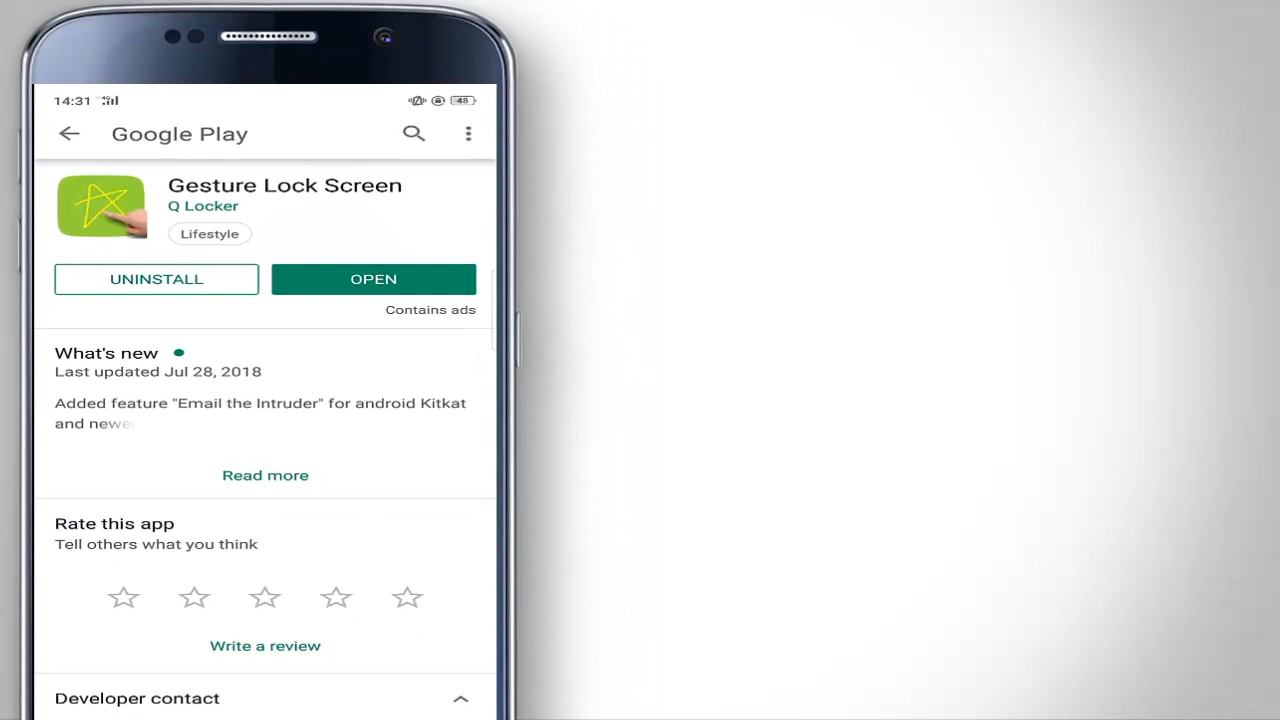 14:31 4G 48
Google Play
Gesture Lock Screen
Q Locker
Lifestyle
UNINSTALL OPEN
Contains ads
What's new
Last updated Jul 28, 2018
Added feature "Email the Intruder" for android Kitkat
and newe
Read more
Rate this app
Tell others what you think
Write a review
Developer contact